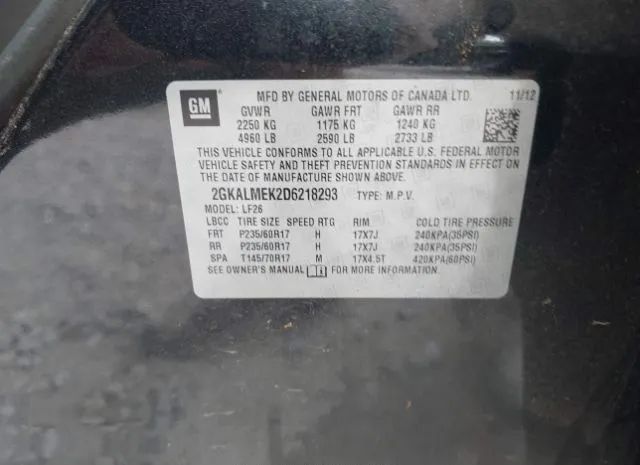 GM
MFD BY GENERAL MOTORS OF CANADA LTD. 11/12
GVWR GAWR FRT GAWR RR
2250 KG 1175 KG 1240 KG
4960 LB 2590 LB 2733 LB
THIS VEHICLE CONFORMS TO ALL APPLICABLE U.S. FEDERAL MOTOR
VEHICLE SAFETY AND THEFT PREVENTION STANDARDS IN EFFECT ON
THE DATE OF MANUFACTURE SHOWN ABOVE.
2GKALMEK2D6218293 TYPE: M.P.V.
MODEL: LF26
LBCC TIRE SIZE SPEED RTG RIM COLD TIRE PRESSURE
FRT P235/60R17 H 17X7J 240KPA(35PSI)
RR P235/60R17 H 17X7J 240KPA(35PSI)
SPA T145/70R17 M 17X4.5T 420KPA(60PSI)
SEE OWNER'S MANUAL FOR MORE INFORMATION.